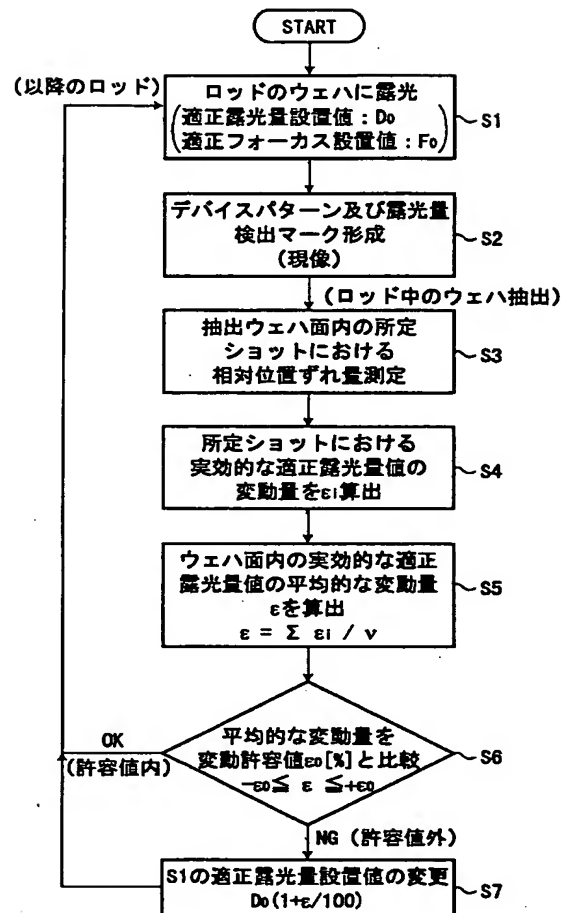 START
(以降のロッド)
ロッドのウェハに露光
(適正露光量設置値:D0
適正フォーカス設置値:F0)
S1
デバイスパターン及び露光量
検出マーク形成
(現像)
S2
(ロッド中のウェハ抽出)
抽出ウェハ面内の所定
ショットにおける
相対位置ずれ量測定
S3
所定ショットにおける
実効的な適正露光量値の
変動量をεi算出
S4
ウェハ面内の実効的な適正
露光量値の平均的な変動量
εを算出
ε = Σ εi / ν
S5
平均的な変動量を
変動許容値ε0[%]と比較
-ε0≦ ε ≦+ε0
S6
OK
(許容値内)
NG (許容値外)
S1の適正露光量設置値の変更
D0(1+ε/100)
S7